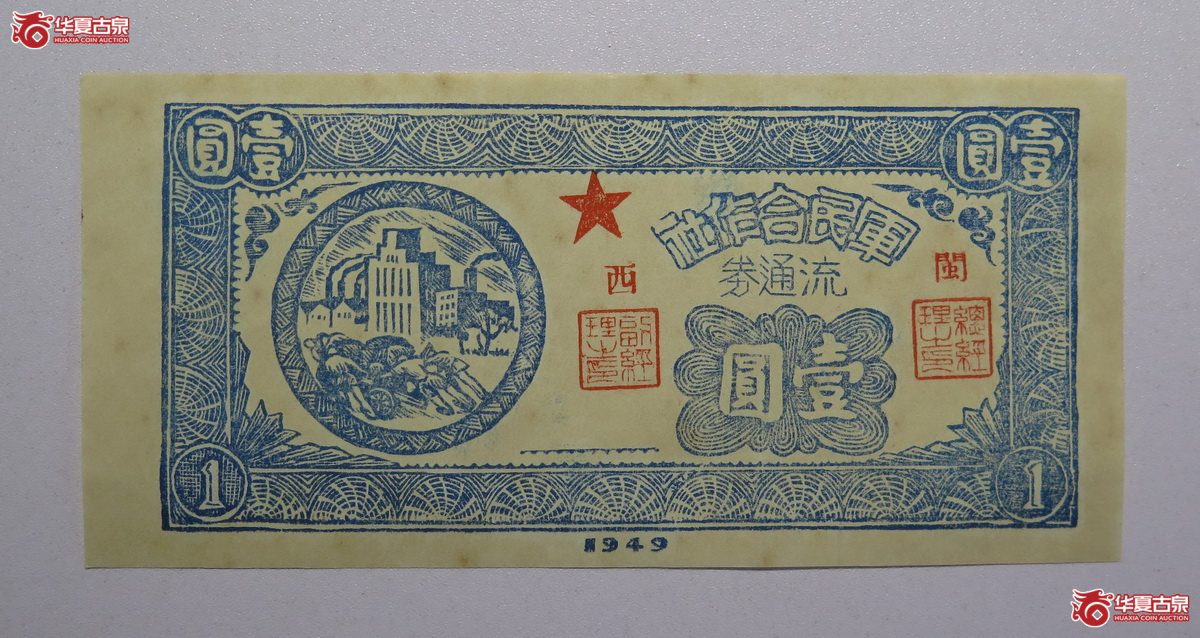 华夏古泉
HUAXIA COIN AUCTION
壹圓
壹圓
軍民合作社
流通券
閩
西
總經理之印
副經理之章
壹圓
1
1
1949
华夏古泉
HUAXIA COIN AUCTION